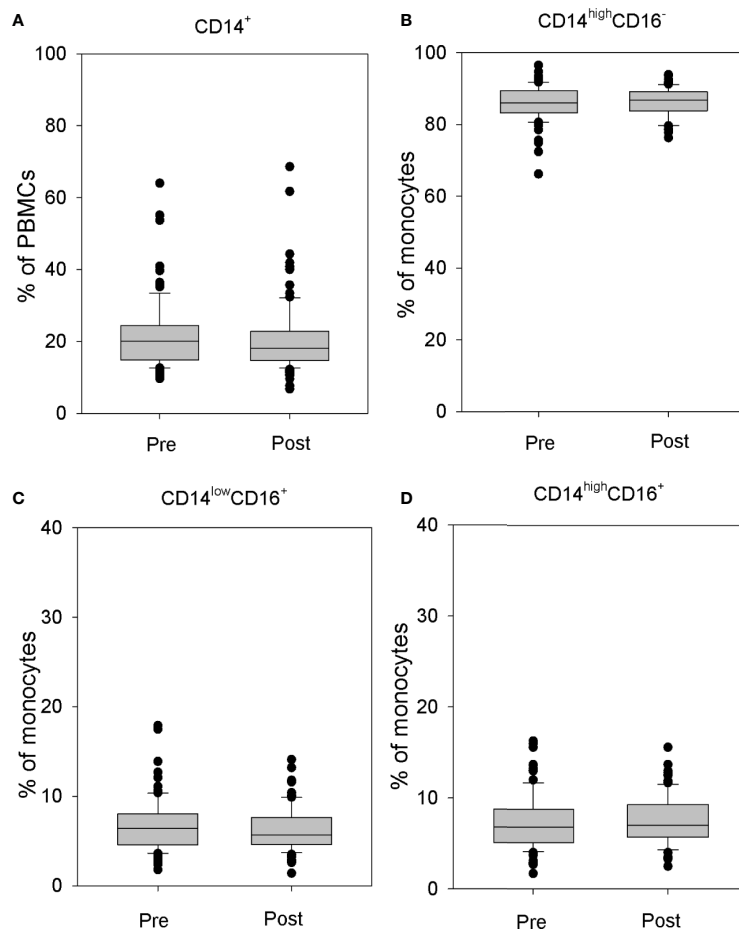 A
CD14⁺
% of PBMCs
100
80
60
40
20
0
Pre Post
B
CD14ʰⁱᵍʰCD16⁻
% of monocytes
100
80
60
40
20
0
Pre Post
C
CD14ˡᵒʷCD16⁺
% of monocytes
40
30
20
10
0
Pre Post
D
CD14ʰⁱᵍʰCD16⁺
% of monocytes
40
30
20
10
0
Pre Post